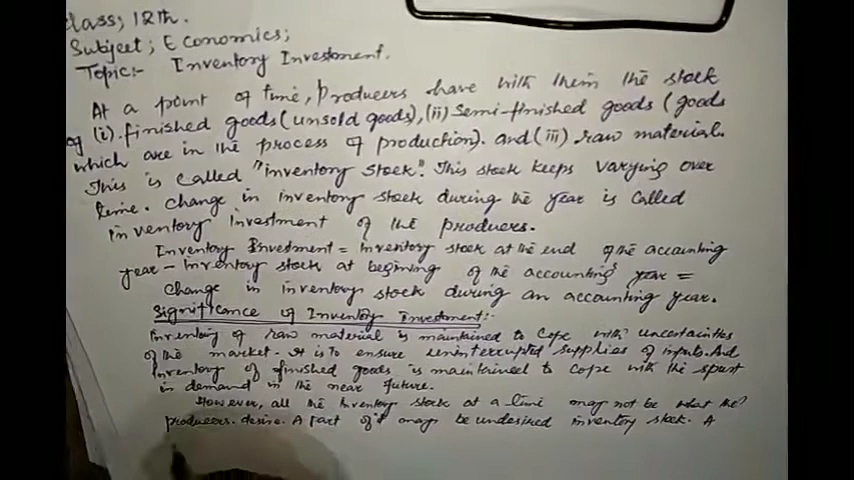 Class; 12th.
Subject; Economics;
Topic:- Inventory Investment.
At a point of time, producers have with them the stock
of (i). finished goods (unsold goods), (ii) Semi-finished goods (goods
which are in the process of production). and (iii). raw material.
This is called "inventory stock". This stock keeps varying over
time. change in inventory stock during the year is called
inventory investment of the producers.
Inventory Investment = inventory stock at the end of the accounting
year - inventory stock at begining of the accounting year =
change in inventory stock during an accounting year.
Significance of Inventory Investment:-
Inventory of raw material is maintained to cope with uncertainties
of the market. It is to ensure uninterrupted supplies of inputs. And
Inventory of finished goods is maintained to cope with the spurt
in demand in the near future.
However, all the inventory stock at a time may not be what the
producers. desire. A part of it may be undesired inventory stock. A